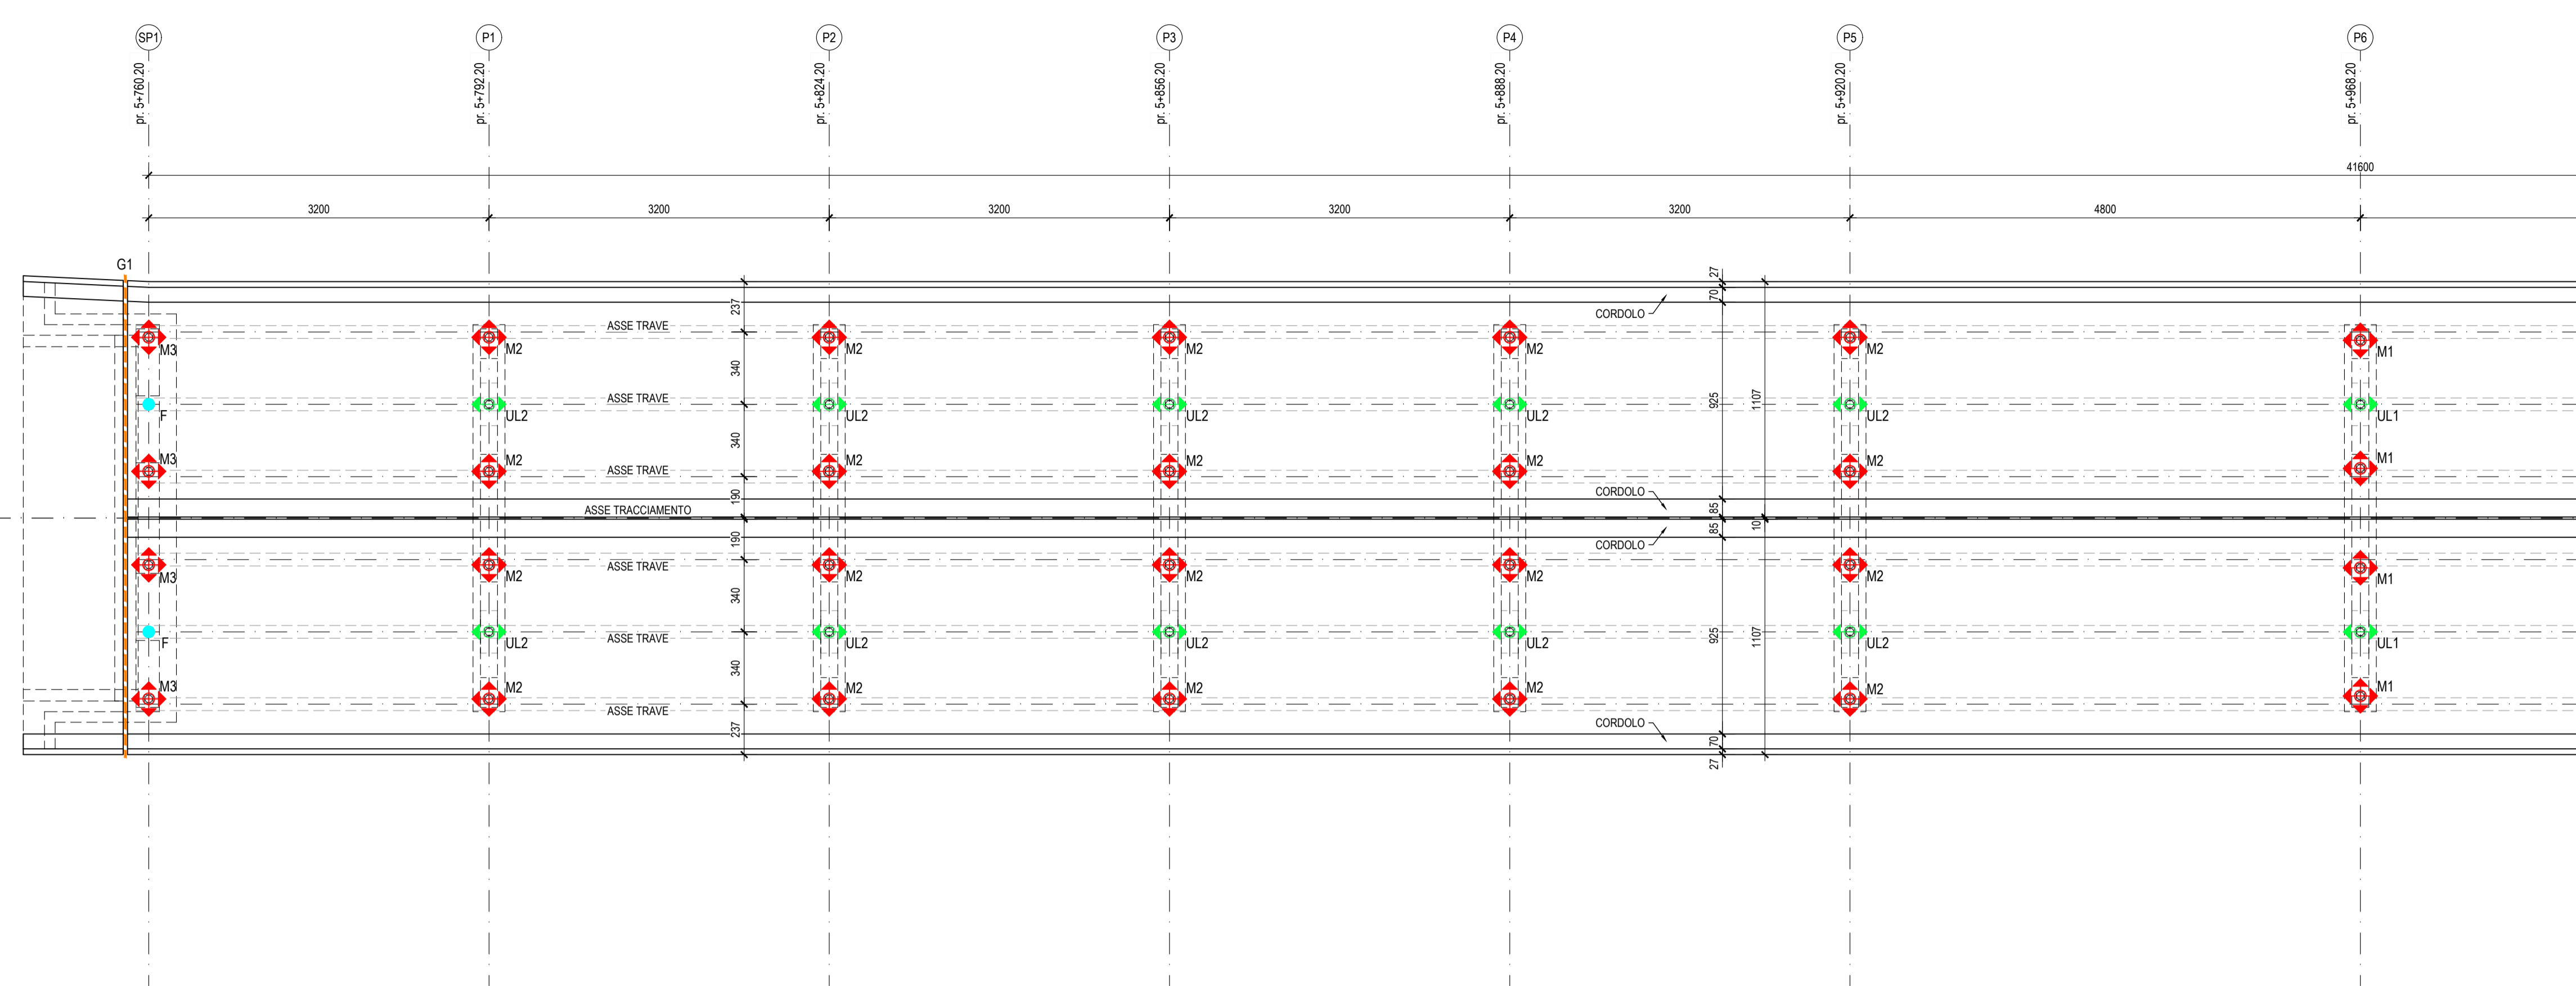 SP1 P1 P2 P3 P4 P5 P6
pr. 5+760.20
pr. 5+792.20
pr. 5+824.20
pr. 5+856.20
pr. 5+888.20
pr. 5+920.20
pr. 5+968.20
41600
3200 3200 3200 3200 3200 4800
G1
27
237
70
CORDOLO
ASSE TRAVE
M3 M2 M2 M2 M2 M2 M1
340
ASSE TRAVE
925
1107
F UL2 UL2 UL2 UL2 UL2 UL1
340
M3 M2 M2 M2 M2 M2 M1
ASSE TRAVE
190
CORDOLO
ASSE TRACCIAMENTO
85
10
85
190
CORDOLO
ASSE TRAVE
M3 M2 M2 M2 M2 M2 M1
340
ASSE TRAVE
925
1107
F UL2 UL2 UL2 UL2 UL2 UL1
340
M3 M2 M2 M2 M2 M2 M1
ASSE TRAVE
237
CORDOLO
70
27